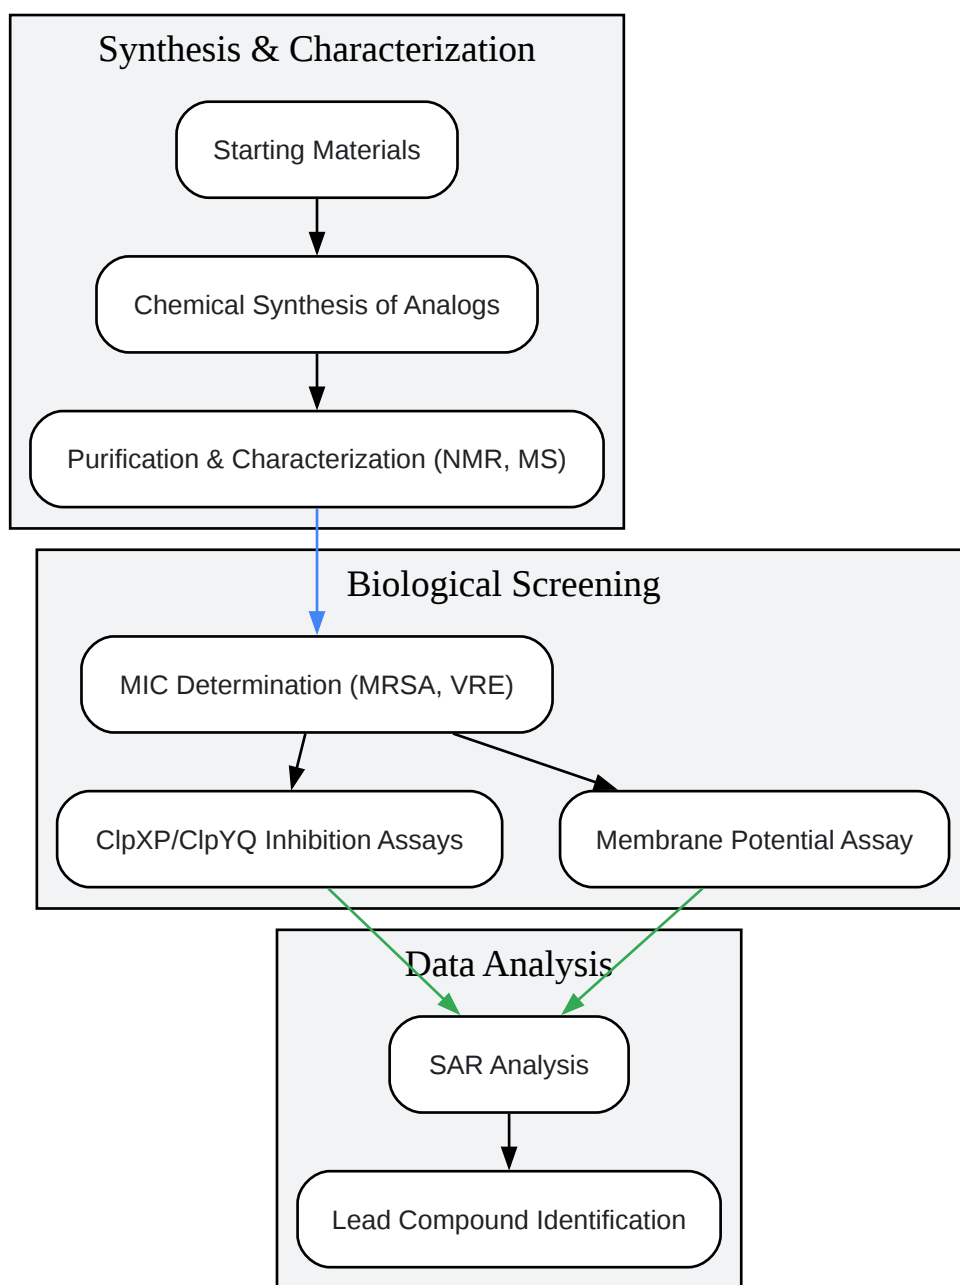 Synthesis & Characterization
Starting Materials
Chemical Synthesis of Analogs
Purification & Characterization (NMR, MS)
Biological Screening
MIC Determination (MRSA, VRE)
ClpXP/ClpYQ Inhibition Assays
Membrane Potential Assay
Data Analysis
SAR Analysis
Lead Compound Identification